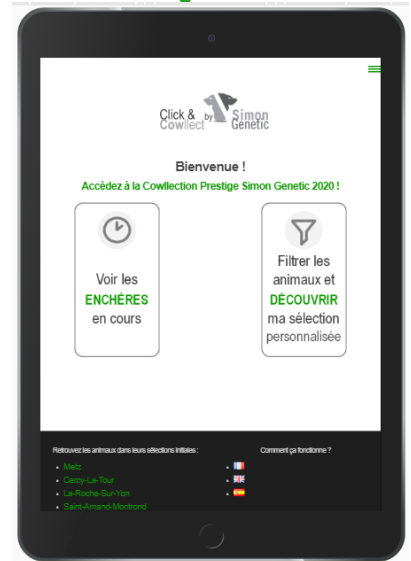 Click & by Simon
Cowllect Genetic
Bienvenue !
Accédez à la Cowllection Prestige Simon Genetic 2020 !
Voir les
ENCHÈRES
en cours
Filtrer les
animaux et
DÉCOUVRIR
ma sélection
personnalisée
Retrouvez les animaux dans leurs sélections initiales :
Metz
Cercy-La-Tour
La-Roche-Sur-Yon
Saint-Amand-Montrond
Comment ça fonctionne ?